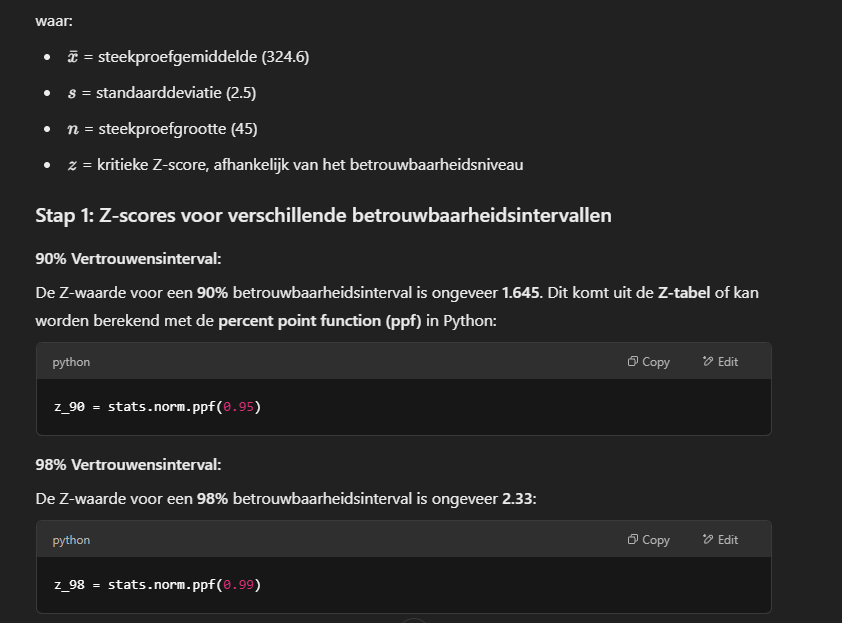 waar:
• x̄ = steekproefgemiddelde (324.6)
• s = standaarddeviatie (2.5)
• n = steekproefgrootte (45)
• z = kritieke Z-score, afhankelijk van het betrouwbaarheidsniveau
Stap 1: Z-scores voor verschillende betrouwbaarheidsintervallen
90% Vertrouwensinterval:
De Z-waarde voor een 90% betrouwbaarheidsinterval is ongeveer 1.645. Dit komt uit de Z-tabel of kan
worden berekend met de percent point function (ppf) in Python:
python Copy Edit
z_90 = stats.norm.ppf(0.95)
98% Vertrouwensinterval:
De Z-waarde voor een 98% betrouwbaarheidsinterval is ongeveer 2.33:
python Copy Edit
z_98 = stats.norm.ppf(0.99)